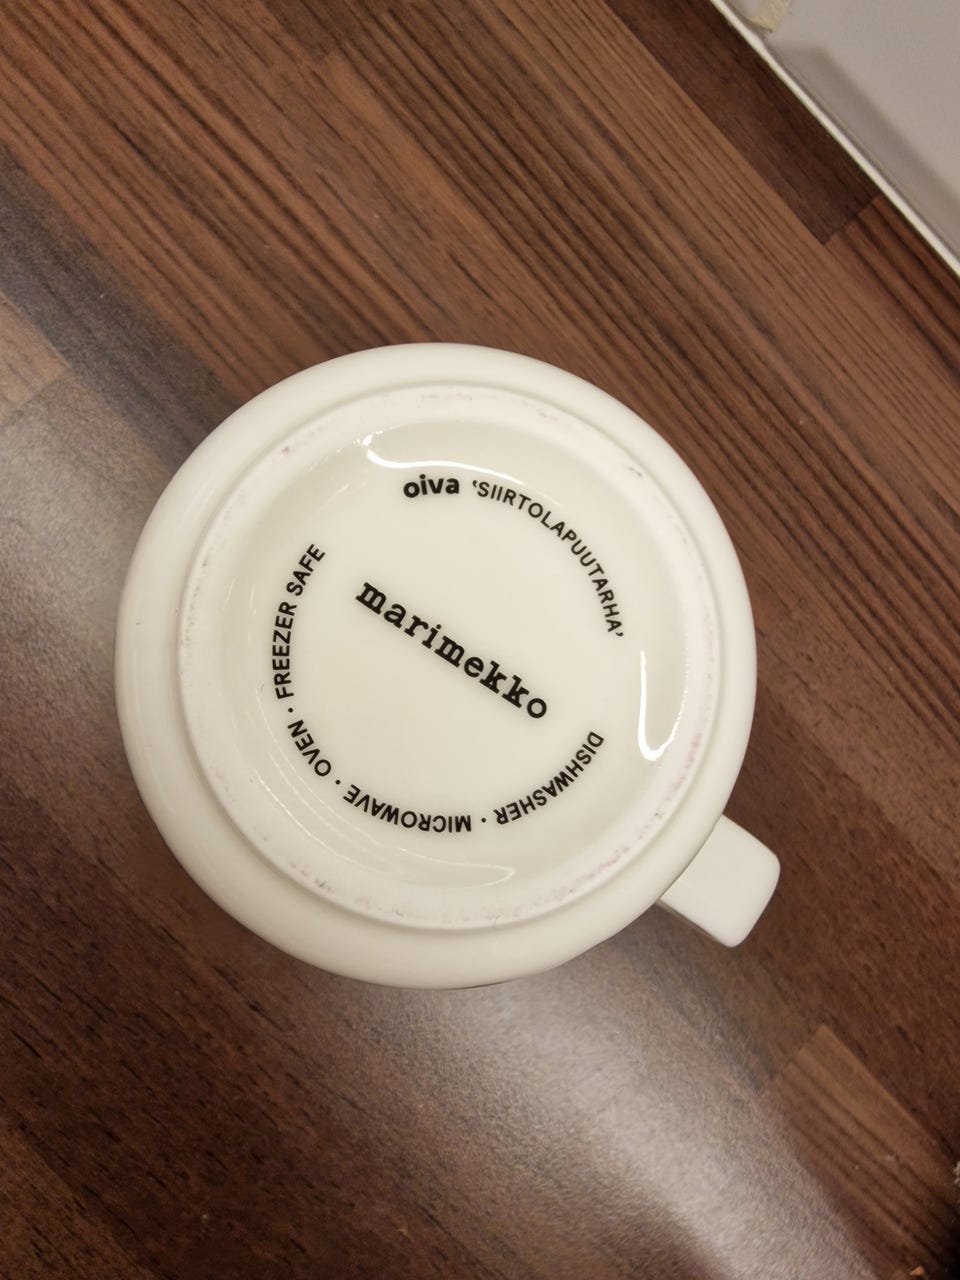 oiva 'SIIRTOLAPUUTARHA'
marimekko
DISHWASHER · MICROWAVE · OVEN · FREEZER SAFE